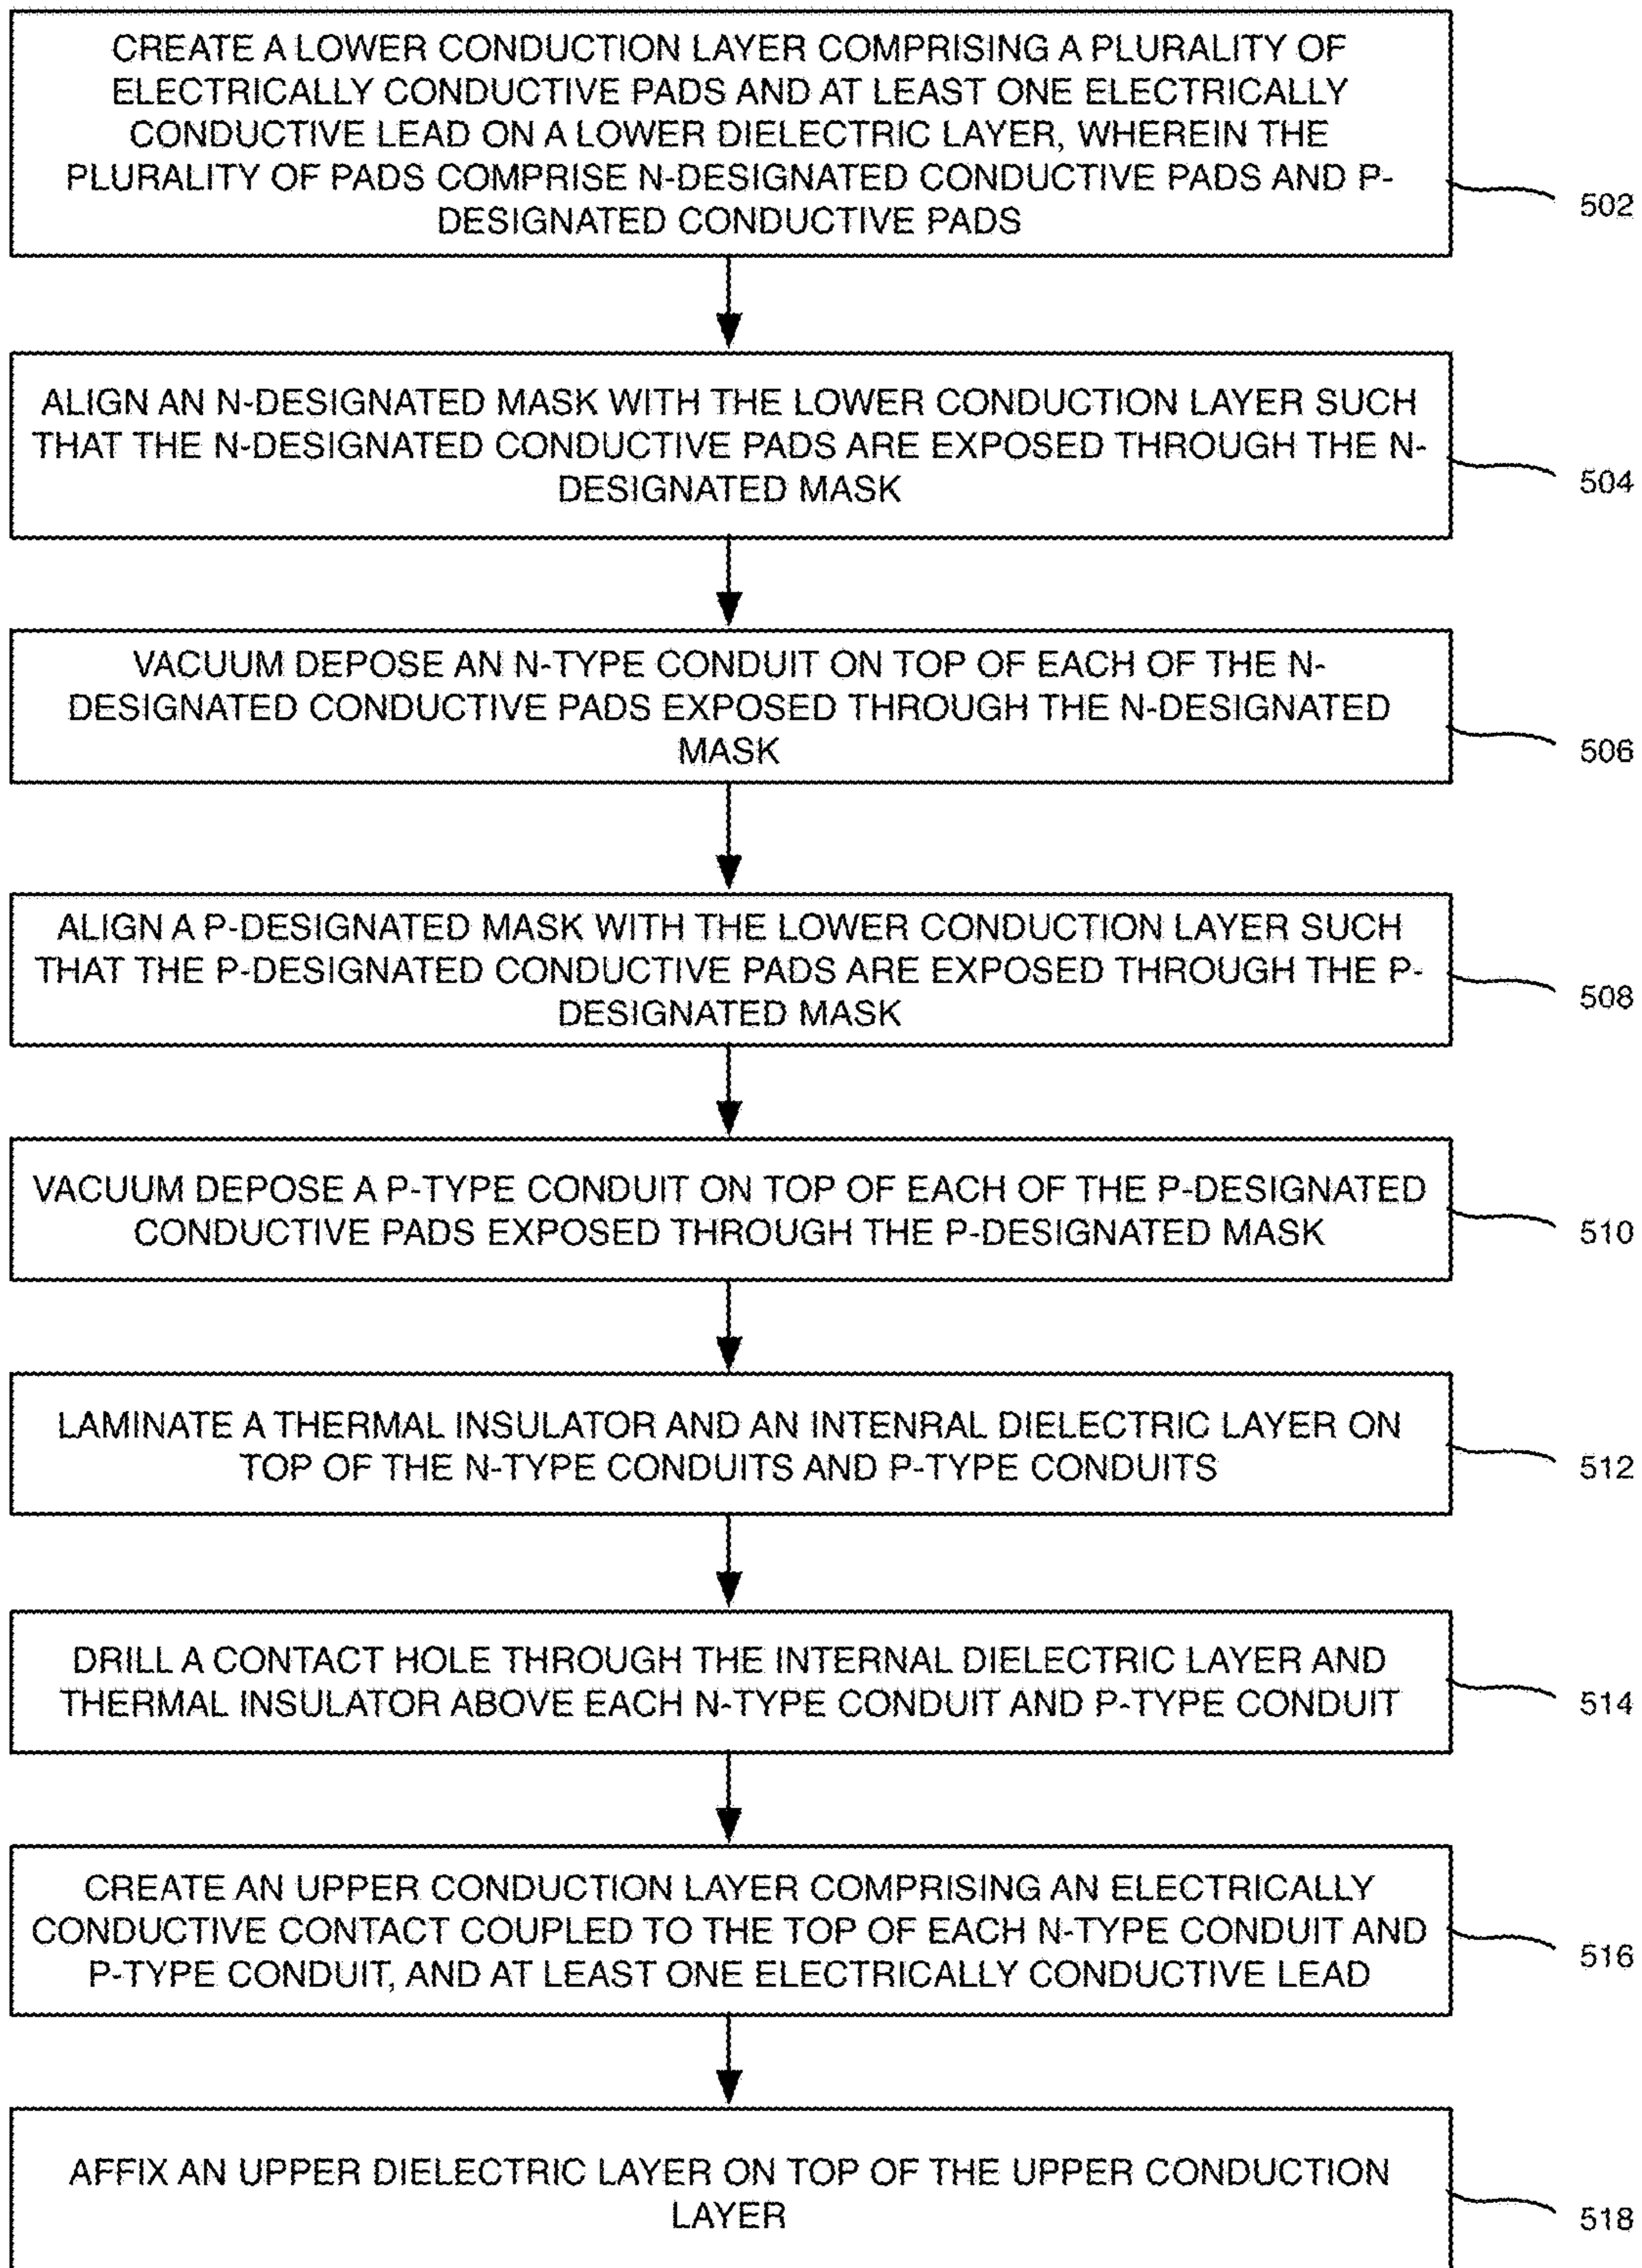 CREATE A LOWER CONDUCTION LAYER COMPRISING A PLURALITY OF
ELECTRICALLY CONDUCTIVE PADS AND AT LEAST ONE ELECTRICALLY
CONDUCTIVE LEAD ON A LOWER DIELECTRIC LAYER, WHEREIN THE
PLURALITY OF PADS COMPRISE N-DESIGNATED CONDUCTIVE PADS AND P-
DESIGNATED CONDUCTIVE PADS
502
ALIGN AN N-DESIGNATED MASK WITH THE LOWER CONDUCTION LAYER SUCH
THAT THE N-DESIGNATED CONDUCTIVE PADS ARE EXPOSED THROUGH THE N-
DESIGNATED MASK
504
VACUUM DEPOSE AN N-TYPE CONDUIT ON TOP OF EACH OF THE N-
DESIGNATED CONDUCTIVE PADS EXPOSED THROUGH THE N-DESIGNATED
MASK
506
ALIGN A P-DESIGNATED MASK WITH THE LOWER CONDUCTION LAYER SUCH
THAT THE P-DESIGNATED CONDUCTIVE PADS ARE EXPOSED THROUGH THE P-
DESIGNATED MASK
508
VACUUM DEPOSE A P-TYPE CONDUIT ON TOP OF EACH OF THE P-DESIGNATED
CONDUCTIVE PADS EXPOSED THROUGH THE P-DESIGNATED MASK
510
LAMINATE A THERMAL INSULATOR AND AN INTENRAL DIELECTRIC LAYER ON
TOP OF THE N-TYPE CONDUITS AND P-TYPE CONDUITS
512
DRILL A CONTACT HOLE THROUGH THE INTERNAL DIELECTRIC LAYER AND
THERMAL INSULATOR ABOVE EACH N-TYPE CONDUIT AND P-TYPE CONDUIT
514
CREATE AN UPPER CONDUCTION LAYER COMPRISING AN ELECTRICALLY
CONDUCTIVE CONTACT COUPLED TO THE TOP OF EACH N-TYPE CONDUIT AND
P-TYPE CONDUIT, AND AT LEAST ONE ELECTRICALLY CONDUCTIVE LEAD
516
AFFIX AN UPPER DIELECTRIC LAYER ON TOP OF THE UPPER CONDUCTION
LAYER
518